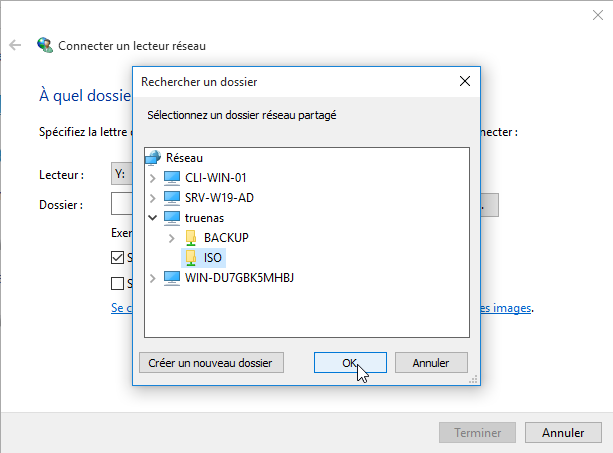 Connecter un lecteur réseau
À quel dossie
Spécifiez la lettre
necter :
Lecteur :
Y:
Dossier :
Exer
S
S
Se c
es images.
Terminer
Annuler
Rechercher un dossier
Sélectionnez un dossier réseau partagé
Réseau
CLI-WIN-01
SRV-W19-AD
truenas
BACKUP
ISO
WIN-DU7GBK5MHBJ
Créer un nouveau dossier
OK
Annuler